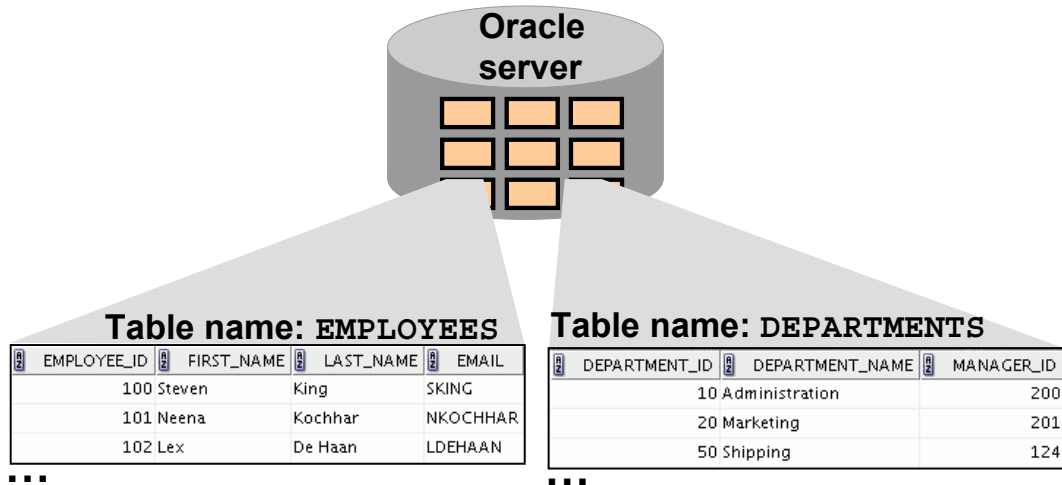 Oracle
server
Table name: EMPLOYEES
EMPLOYEE_ID FIRST_NAME LAST_NAME EMAIL
100 Steven King SKING
101 Neena Kochhar NKOCHHAR
102 Lex De Haan LDEHAAN
...
Table name: DEPARTMENTS
DEPARTMENT_ID DEPARTMENT_NAME MANAGER_ID
10 Administration 200
20 Marketing 201
50 Shipping 124
...